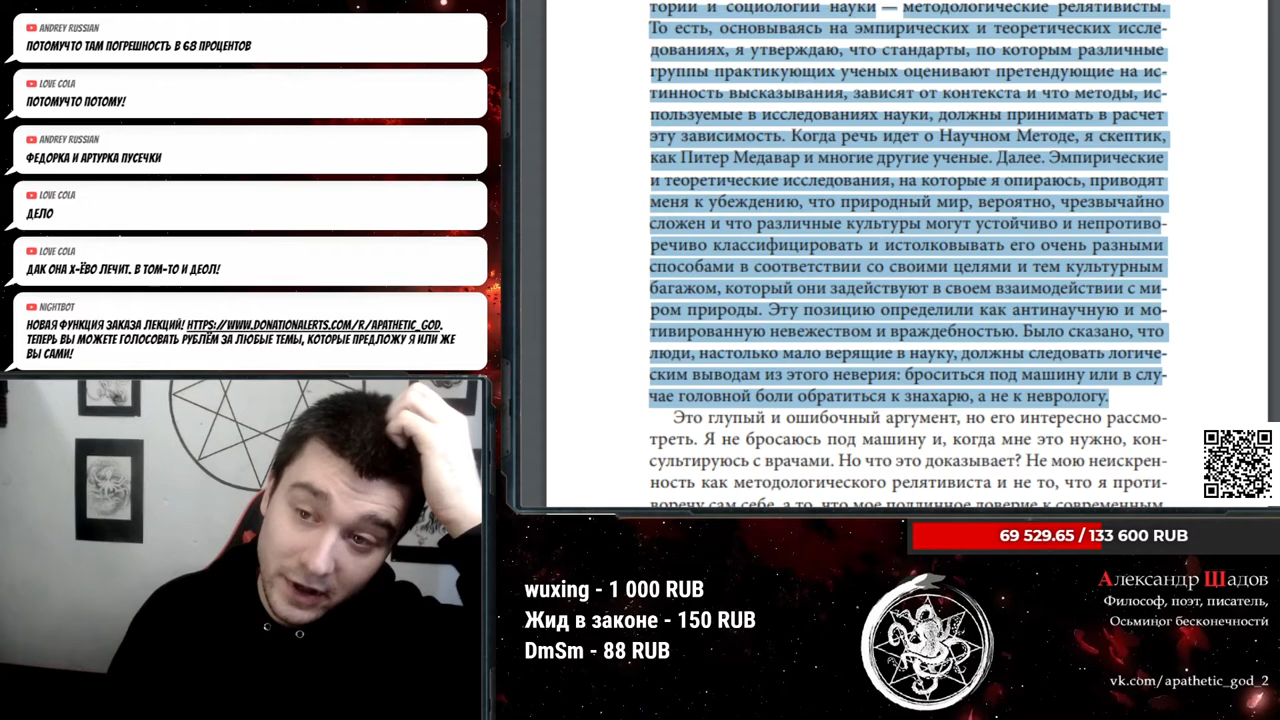 ANDREY RUSSIAN
ПОТОМУЧТО ТАМ ПОГРЕШНОСТЬ В 68 ПРОЦЕНТОВ
LOVE COLA
ПОТОМУЧТО ПОТОМУ!
ANDREY RUSSIAN
ФЕДОРКА И АРТУРКА ПУСЕЧКИ
LOVE COLA
ДЕЛО
LOVE COLA
ДАК ОНА Х-ЁВО ЛЕЧИТ. В ТОМ-ТО И ДЕОЛ!
NIGHTBOT
НОВАЯ ФУНКЦИЯ ЗАКАЗА ЛЕКЦИЙ! HTTPS://WWW.DONATIONALERTS.COM/R/APATHETIC_GOD.
ТЕПЕРЬ ВЫ МОЖЕТЕ ГОЛОСОВАТЬ РУБЛЁМ ЗА ЛЮБЫЕ ТЕМЫ, КОТОРЫЕ ПРЕДЛОЖУ Я ИЛИ ЖЕ
ВЫ САМИ!
тории и социологии науки — методологические релятивисты.
То есть, основываясь на эмпирических и теоретических иссле-
дованиях, я утверждаю, что стандарты, по которым различные
группы практикующих ученых оценивают претендующие на ис-
тинность высказывания, зависят от контекста и что методы, ис-
пользуемые в исследованиях науки, должны принимать в расчет
эту зависимость. Когда речь идет о Научном Методе, я скептик,
как Питер Медавар и многие другие ученые. Далее. Эмпирические
и теоретические исследования, на которые я опираюсь, приводят
меня к убеждению, что природный мир, вероятно, чрезвычайно
сложен и что различные культуры могут устойчиво и непротиво-
речиво классифицировать и истолковывать его очень разными
способами в соответствии со своими целями и тем культурным
багажом, который они задействуют в своем взаимодействии с ми-
ром природы. Эту позицию определили как антинаучную и мо-
тивированную невежеством и враждебностью. Было сказано, что
люди, настолько мало верящие в науку, должны следовать логиче-
ским выводам из этого неверия: броситься под машину или в слу-
чае головной боли обратиться к знахарю, а не к неврологу.
Это глупый и ошибочный аргумент, но его интересно рассмо-
треть. Я не бросаюсь под машину и, когда мне это нужно, кон-
сультируюсь с врачами. Но что это доказывает? Не мою неискрен-
ность как методологического релятивиста и не то, что я проти-
воречу сам себе, а то, что мое подлинное доверие к современным
69 529.65 / 133 600 RUB
wuxing - 1 000 RUB
Жид в законе - 150 RUB
DmSm - 88 RUB
Александр Шадов
Философ, поэт, писатель,
Осьминог бесконечности
vk.com/apathetic_god_2